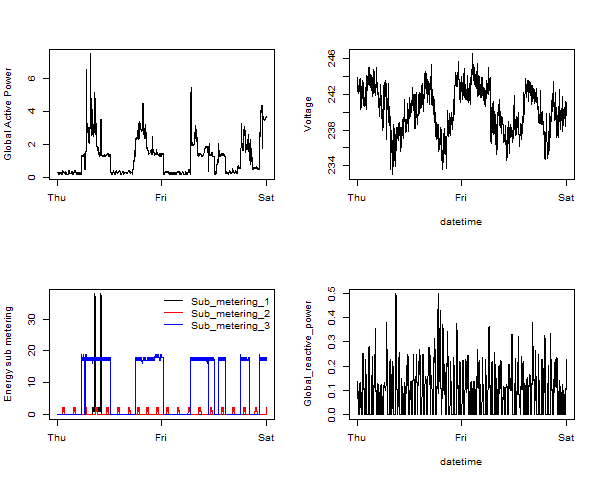 Global Active Power
0 2 4 6
Thu Fri Sat
Voltage
234 238 242 246
Thu Fri Sat
datetime
Energy sub metering
0 10 20 30
Sub_metering_1
Sub_metering_2
Sub_metering_3
Thu Fri Sat
Global_reactive_power
0.0 0.1 0.2 0.3 0.4 0.5
Thu Fri Sat
datetime